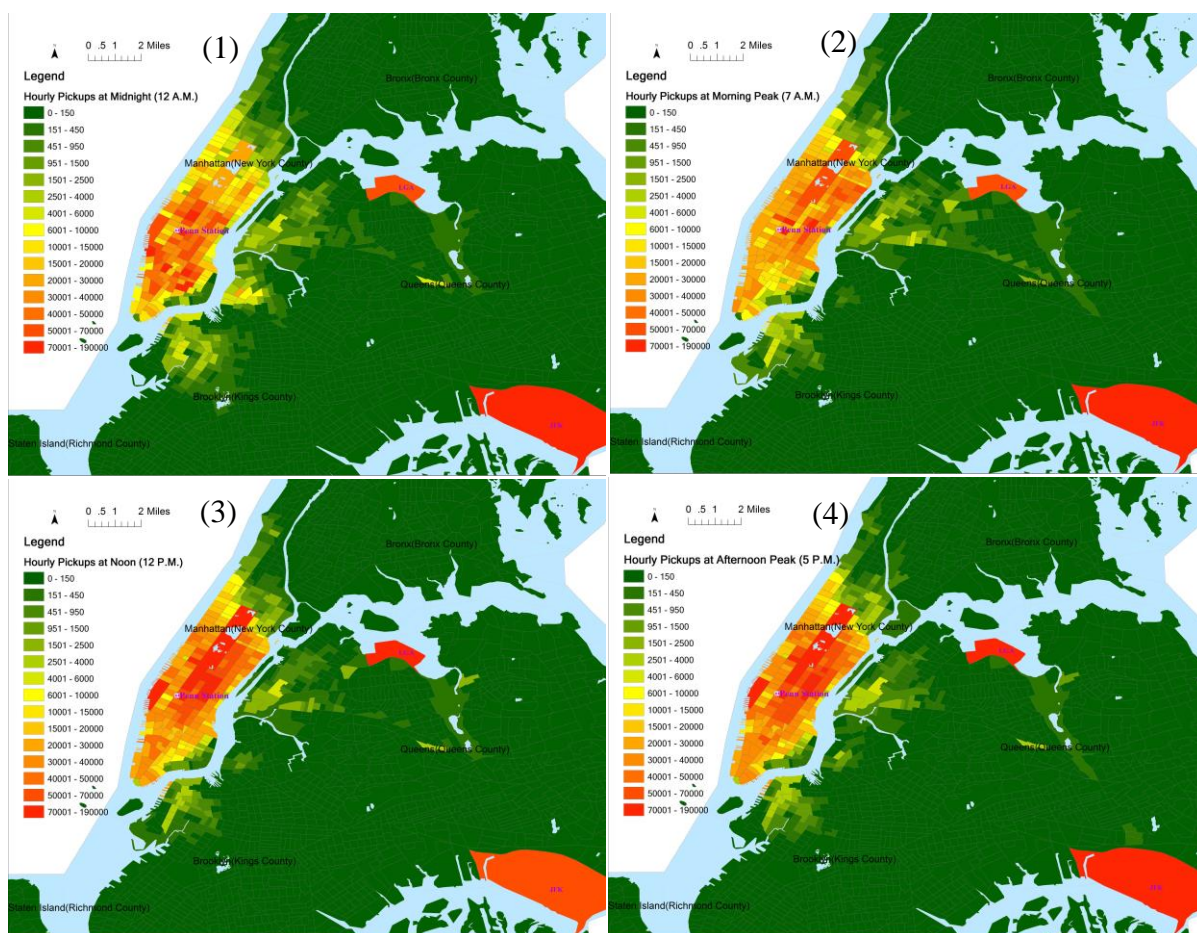 (1)
0 .5 1 2 Miles
Legend
Hourly Pickups at Midnight (12 A.M.)
0 - 150
151 - 450
451 - 950
951 - 1500
1501 - 2500
2501 - 4000
4001 - 6000
6001 - 10000
10001 - 15000
15001 - 20000
20001 - 30000
30001 - 40000
40001 - 50000
50001 - 70000
70001 - 190000
Bronx(Bronx County)
Manhattan(New York County)
LGA
Penn Station
Queens(Queens County)
Brooklyn(Kings County)
JFK
Staten Island(Richmond County)
(2)
0 .5 1 2 Miles
Legend
Hourly Pickups at Morning Peak (7 A.M.)
0 - 150
151 - 450
451 - 950
951 - 1500
1501 - 2500
2501 - 4000
4001 - 6000
6001 - 10000
10001 - 15000
15001 - 20000
20001 - 30000
30001 - 40000
40001 - 50000
50001 - 70000
70001 - 190000
Bronx(Bronx County)
Manhattan(New York County)
LGA
Penn Station
Queens(Queens County)
Brooklyn(Kings County)
JFK
Staten Island(Richmond County)
(3)
0 .5 1 2 Miles
Legend
Hourly Pickups at Noon (12 P.M.)
0 - 150
151 - 450
451 - 950
951 - 1500
1501 - 2500
2501 - 4000
4001 - 6000
6001 - 10000
10001 - 15000
15001 - 20000
20001 - 30000
30001 - 40000
40001 - 50000
50001 - 70000
70001 - 190000
Bronx(Bronx County)
Manhattan(New York County)
LGA
Penn Station
Queens(Queens County)
Brooklyn(Kings County)
JFK
Staten Island(Richmond County)
(4)
0 .5 1 2 Miles
Legend
Hourly Pickups at Afternoon Peak (5 P.M.)
0 - 150
151 - 450
451 - 950
951 - 1500
1501 - 2500
2501 - 4000
4001 - 6000
6001 - 10000
10001 - 15000
15001 - 20000
20001 - 30000
30001 - 40000
40001 - 50000
50001 - 70000
70001 - 190000
Bronx(Bronx County)
Manhattan(New York County)
LGA
Penn Station
Queens(Queens County)
Brooklyn(Kings County)
JFK
Staten Island(Richmond County)